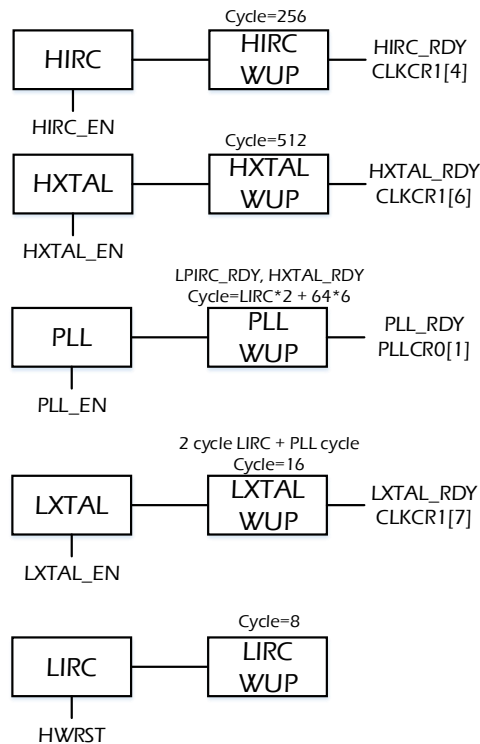 Cycle=256
HIRC
HIRC
WUP
HIRC_RDY
CLKCR1[4]
HIRC_EN
Cycle=512
HXTAL
HXTAL
WUP
HXTAL_RDY
CLKCR1[6]
HXTAL_EN
LPIRC_RDY, HXTAL_RDY
Cycle=LIRC*2 + 64*6
PLL
PLL
WUP
PLL_RDY
PLLCR0[1]
PLL_EN
2 cycle LIRC + PLL cycle
Cycle=16
LXTAL
LXTAL
WUP
LXTAL_RDY
CLKCR1[7]
LXTAL_EN
Cycle=8
LIRC
LIRC
WUP
HWRST